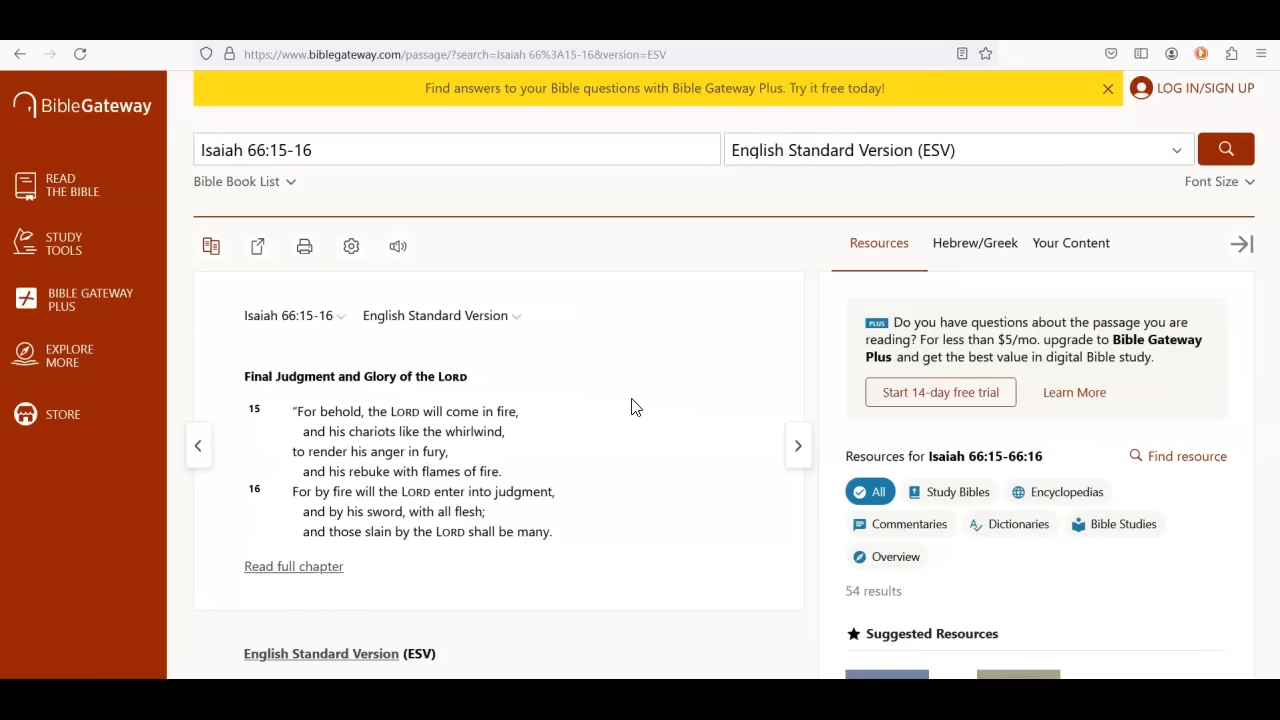 https://www.biblegateway.com/passage/?search=Isaiah 66%3A15-16&version=ESV
BibleGateway
Find answers to your Bible questions with Bible Gateway Plus. Try it free today!
LOG IN/SIGN UP
Isaiah 66:15-16
English Standard Version (ESV)
Bible Book List
Font Size
READ
THE BIBLE
STUDY
TOOLS
BIBLE GATEWAY
PLUS
EXPLORE
MORE
STORE
Isaiah 66:15-16 English Standard Version
Final Judgment and Glory of the LORD
15 “For behold, the LORD will come in fire,
and his chariots like the whirlwind,
to render his anger in fury,
and his rebuke with flames of fire.
16 For by fire will the LORD enter into judgment,
and by his sword, with all flesh;
and those slain by the LORD shall be many.
Read full chapter
English Standard Version (ESV)
Resources Hebrew/Greek Your Content
PLUS Do you have questions about the passage you are
reading? For less than $5/mo. upgrade to Bible Gateway
Plus and get the best value in digital Bible study.
Start 14-day free trial Learn More
Resources for Isaiah 66:15-66:16 Find resource
All Study Bibles Encyclopedias
Commentaries Dictionaries Bible Studies
Overview
54 results
Suggested Resources